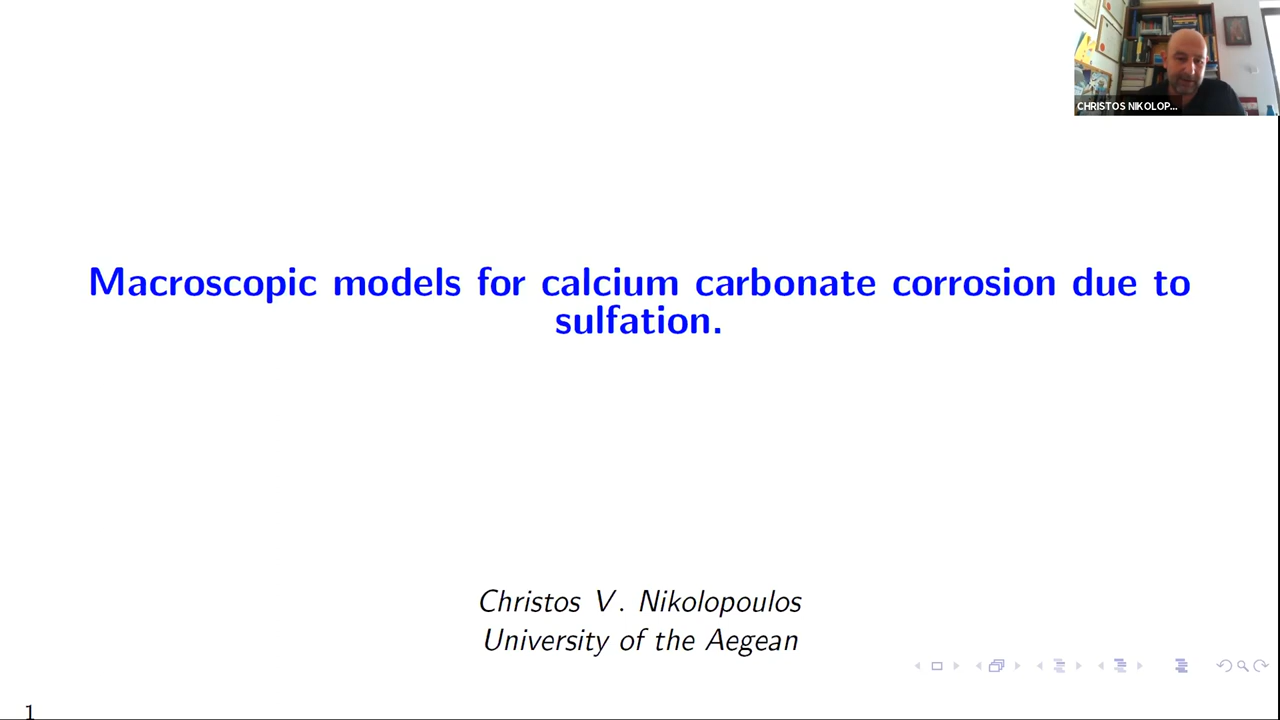 CHRISTOS NIKOLOP...
Macroscopic models for calcium carbonate corrosion due to
sulfation.
Christos V. Nikolopoulos
University of the Aegean
1